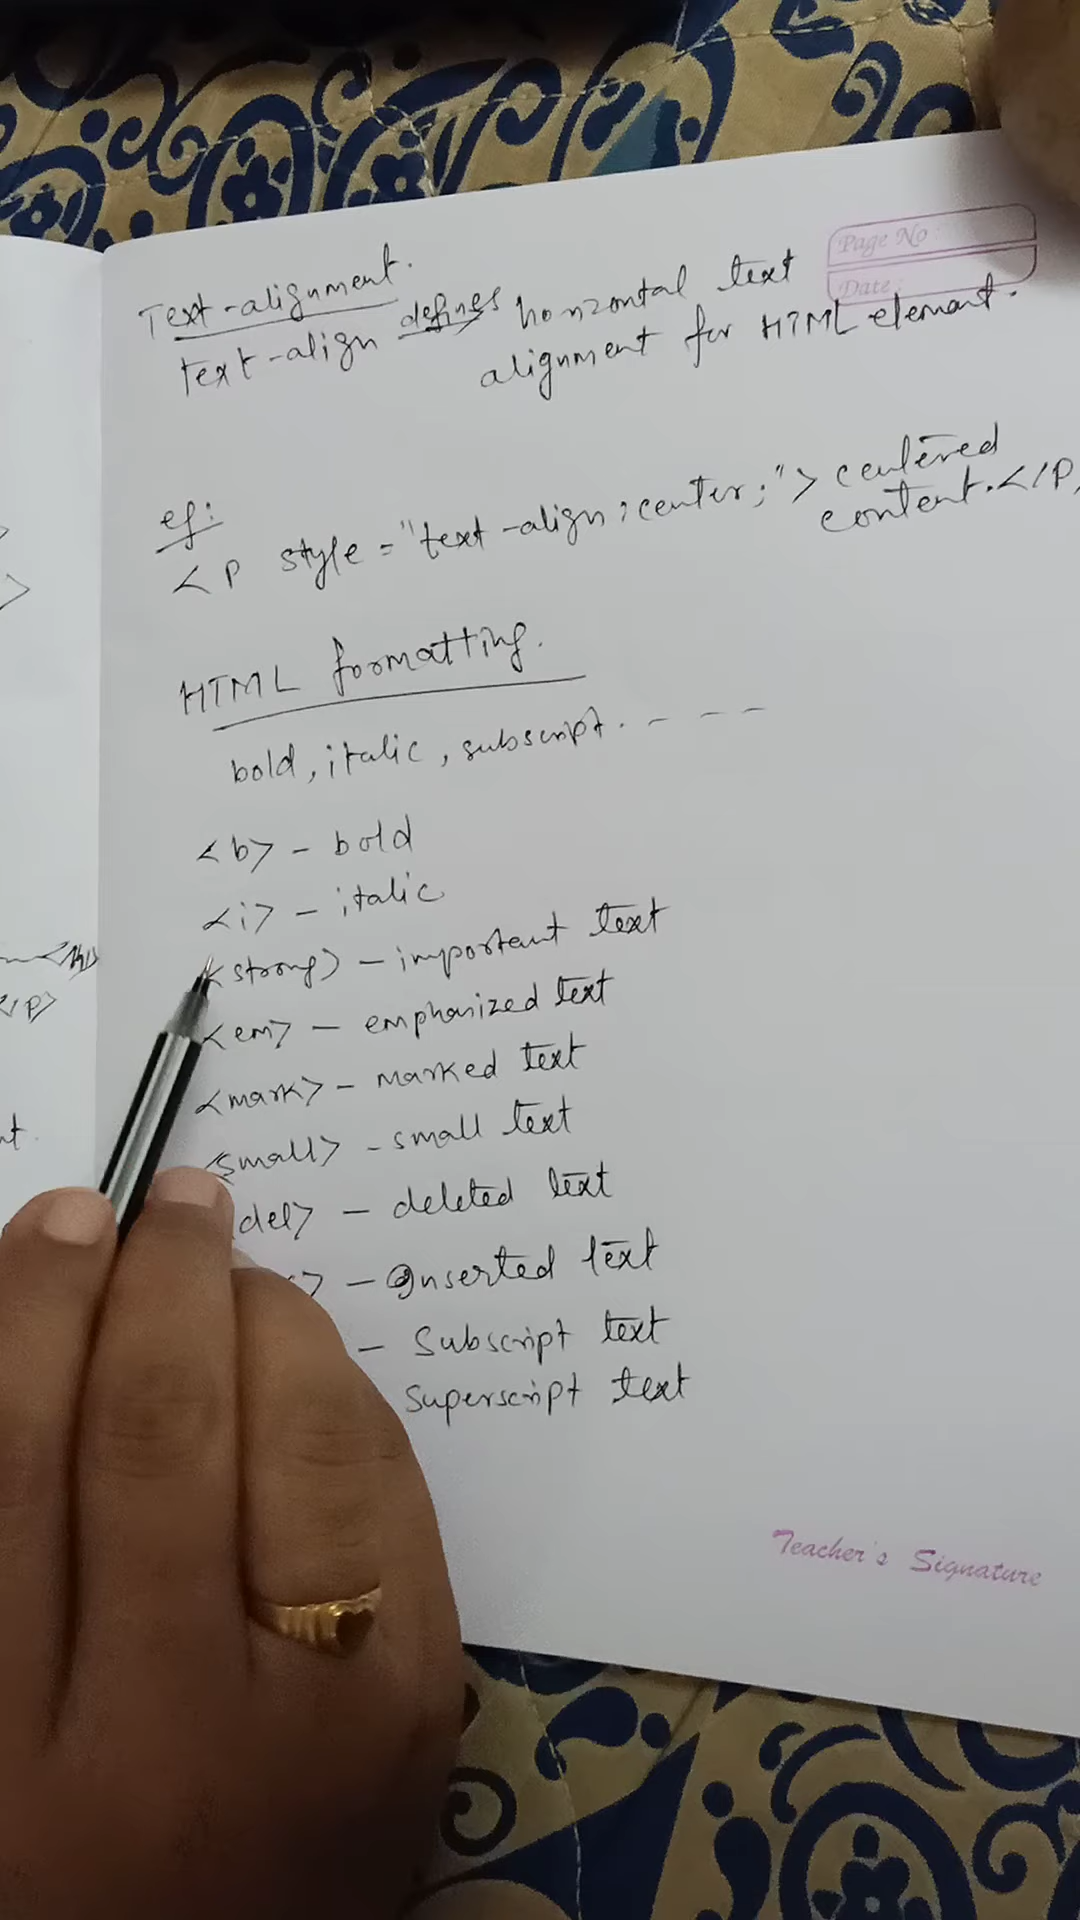 Page No :
Date :
Text-alignment.
text-align defines horizontal text
alignment for HTML element.
eg:
<P style="text-align:center;"> centered
content.</P>
HTML formatting.
bold, italic, subscript. - - - -
<b> - bold
<i> - italic
<strong> - important text
<em> - emphasized text
<mark> - marked text
<small> - small text
del> - deleted text
> - Inserted text
- Subscript text
Superscript text
Teacher's Signature